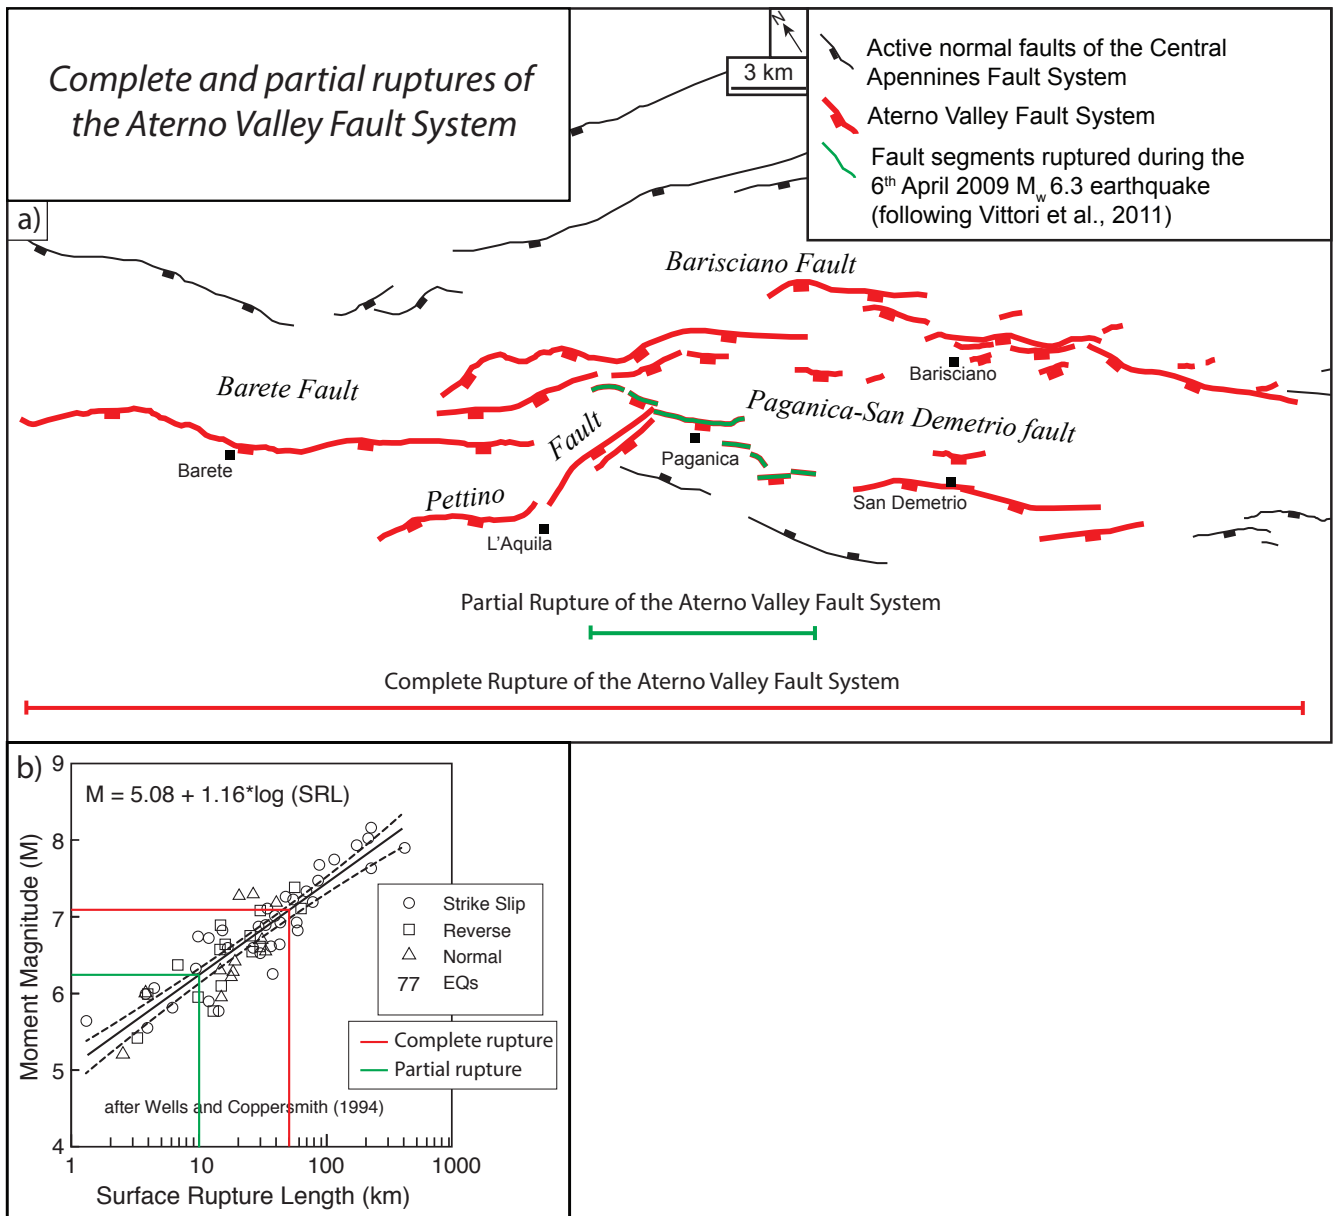 Complete and partial ruptures of
the Aterno Valley Fault System
N
3 km
Active normal faults of the Central
Apennines Fault System
Aterno Valley Fault System
Fault segments ruptured during the
6th April 2009 Mw 6.3 earthquake
(following Vittori et al., 2011)
a)
Barisciano Fault
Barete Fault
Barisciano
Paganica-San Demetrio fault
Fault
Barete
Paganica
Pettino
San Demetrio
L'Aquila
Partial Rupture of the Aterno Valley Fault System
Complete Rupture of the Aterno Valley Fault System
b)
M = 5.08 + 1.16*log (SRL)
9
8
7
6
5
4
Moment Magnitude (M)
Strike Slip
Reverse
Normal
77 EQs
Complete rupture
Partial rupture
after Wells and Coppersmith (1994)
1 10 100 1000
Surface Rupture Length (km)